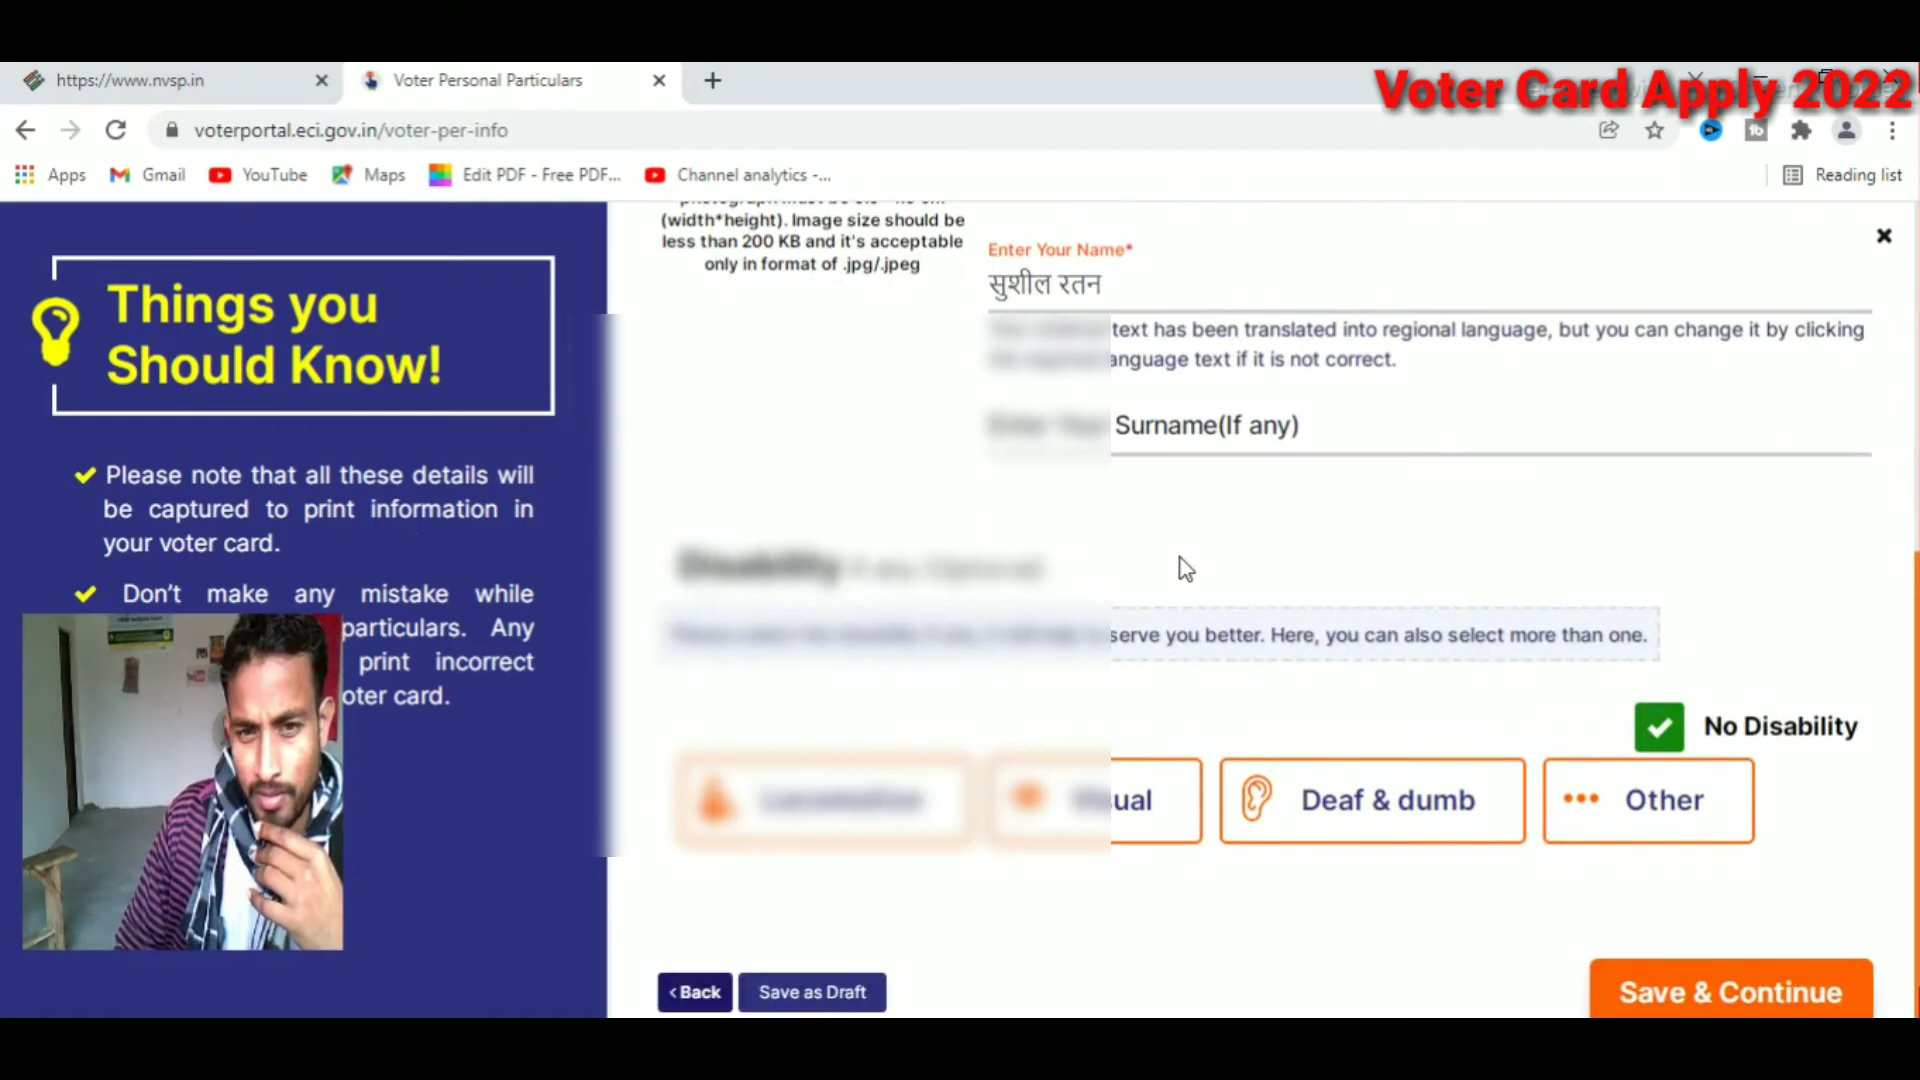 https://www.nvsp.in
Voter Personal Particulars
Voter Card Apply 2022
voterportal.eci.gov.in/voter-per-info
Apps
Gmail
YouTube
Maps
Edit PDF - Free PDF...
Channel analytics -...
Reading list
(width*height). Image size should be
less than 200 KB and it's acceptable
only in format of .jpg/.jpeg
Things you
Should Know!
Please note that all these details will
be captured to print information in
your voter card.
Don't make any mistake while
particulars. Any
print incorrect
oter card.
Enter Your Name*
सुशील रतन
text has been translated into regional language, but you can change it by clicking
anguage text if it is not correct.
Surname(If any)
Disability
serve you better. Here, you can also select more than one.
No Disability
ual
Deaf & dumb
Other
< Back
Save as Draft
Save & Continue